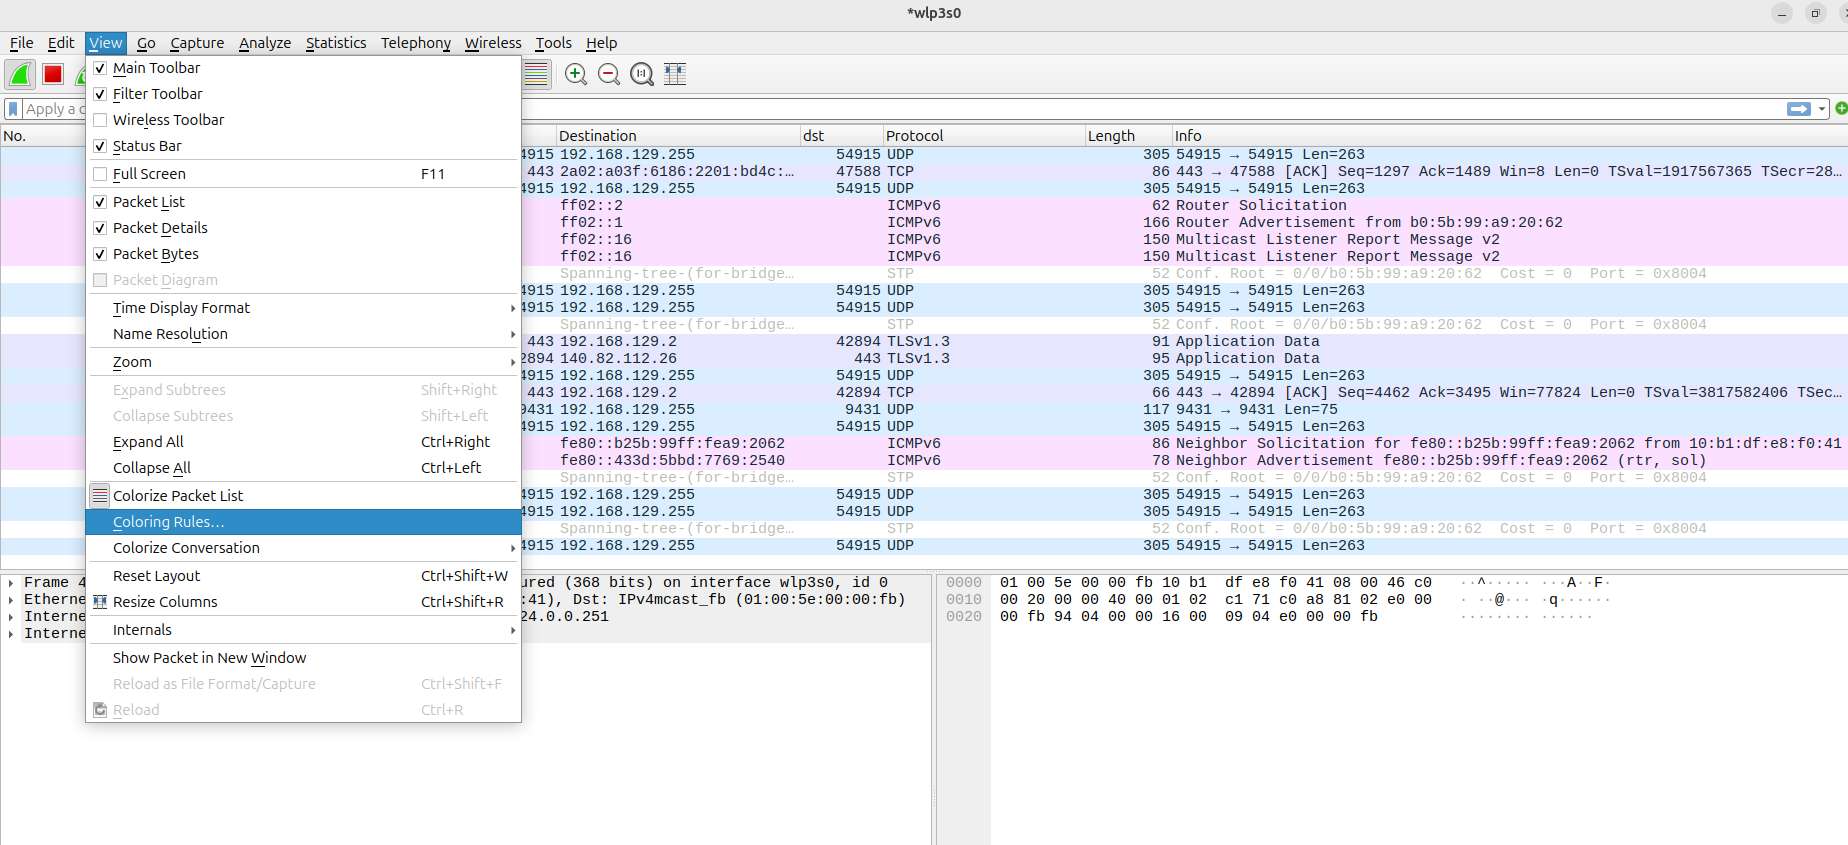 *wlp3s0
File Edit View Go Capture Analyze Statistics Telephony Wireless Tools Help
Apply a
No. Destination dst Protocol Length Info
4915 192.168.129.255 54915 UDP 305 54915 → 54915 Len=263
443 2a02:a03f:6186:2201:bd4c:… 47588 TCP 86 443 → 47588 [ACK] Seq=1297 Ack=1489 Win=8 Len=0 TSval=1917567365 TSecr=28…
4915 192.168.129.255 54915 UDP 305 54915 → 54915 Len=263
ff02::2 ICMPv6 62 Router Solicitation
ff02::1 ICMPv6 166 Router Advertisement from b0:5b:99:a9:20:62
ff02::16 ICMPv6 150 Multicast Listener Report Message v2
ff02::16 ICMPv6 150 Multicast Listener Report Message v2
Spanning-tree-(for-bridge… STP 52 Conf. Root = 0/0/b0:5b:99:a9:20:62 Cost = 0 Port = 0x8004
4915 192.168.129.255 54915 UDP 305 54915 → 54915 Len=263
4915 192.168.129.255 54915 UDP 305 54915 → 54915 Len=263
Spanning-tree-(for-bridge… STP 52 Conf. Root = 0/0/b0:5b:99:a9:20:62 Cost = 0 Port = 0x8004
443 192.168.129.2 42894 TLSv1.3 91 Application Data
2894 140.82.112.26 443 TLSv1.3 95 Application Data
4915 192.168.129.255 54915 UDP 305 54915 → 54915 Len=263
443 192.168.129.2 42894 TCP 66 443 → 42894 [ACK] Seq=4462 Ack=3495 Win=77824 Len=0 TSval=3817582406 TSec…
9431 192.168.129.255 9431 UDP 117 9431 → 9431 Len=75
4915 192.168.129.255 54915 UDP 305 54915 → 54915 Len=263
fe80::b25b:99ff:fea9:2062 ICMPv6 86 Neighbor Solicitation for fe80::b25b:99ff:fea9:2062 from 10:b1:df:e8:f0:41
fe80::433d:5bbd:7769:2540 ICMPv6 78 Neighbor Advertisement fe80::b25b:99ff:fea9:2062 (rtr, sol)
Spanning-tree-(for-bridge… STP 52 Conf. Root = 0/0/b0:5b:99:a9:20:62 Cost = 0 Port = 0x8004
4915 192.168.129.255 54915 UDP 305 54915 → 54915 Len=263
4915 192.168.129.255 54915 UDP 305 54915 → 54915 Len=263
Spanning-tree-(for-bridge… STP 52 Conf. Root = 0/0/b0:5b:99:a9:20:62 Cost = 0 Port = 0x8004
4915 192.168.129.255 54915 UDP 305 54915 → 54915 Len=263
Main Toolbar
Filter Toolbar
Wireless Toolbar
Status Bar
Full Screen F11
Packet List
Packet Details
Packet Bytes
Packet Diagram
Time Display Format
Name Resolution
Zoom
Expand Subtrees Shift+Right
Collapse Subtrees Shift+Left
Expand All Ctrl+Right
Collapse All Ctrl+Left
Colorize Packet List
Coloring Rules…
Colorize Conversation
Reset Layout Ctrl+Shift+W
Resize Columns Ctrl+Shift+R
Internals
Show Packet in New Window
Reload as File Format/Capture Ctrl+Shift+F
Reload Ctrl+R
Frame 4 ured (368 bits) on interface wlp3s0, id 0
Etherne :41), Dst: IPv4mcast_fb (01:00:5e:00:00:fb)
Interne 24.0.0.251
Interne
0000 01 00 5e 00 00 fb 10 b1 df e8 f0 41 08 00 46 c0 ··^····· ···A··F·
0010 00 20 00 00 40 00 01 02 c1 71 c0 a8 81 02 e0 00 · ··@··· ·q······
0020 00 fb 94 04 00 00 16 00 09 04 e0 00 00 fb ········ ······